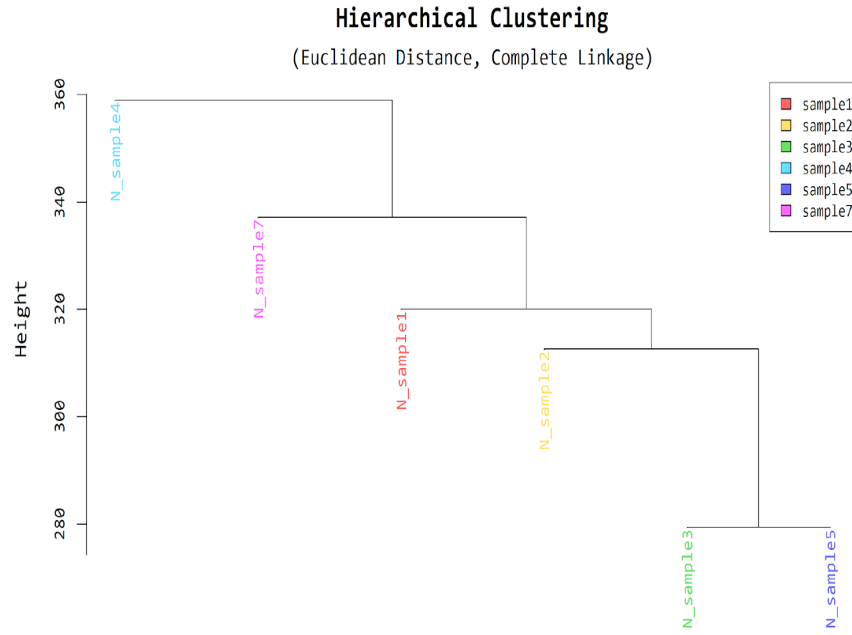 Hierarchical Clustering
(Euclidean Distance, Complete Linkage)
Height
360
340
320
300
280
N_sample4
N_sample7
N_sample1
N_sample2
N_sample3
N_sample5
sample1
sample2
sample3
sample4
sample5
sample7